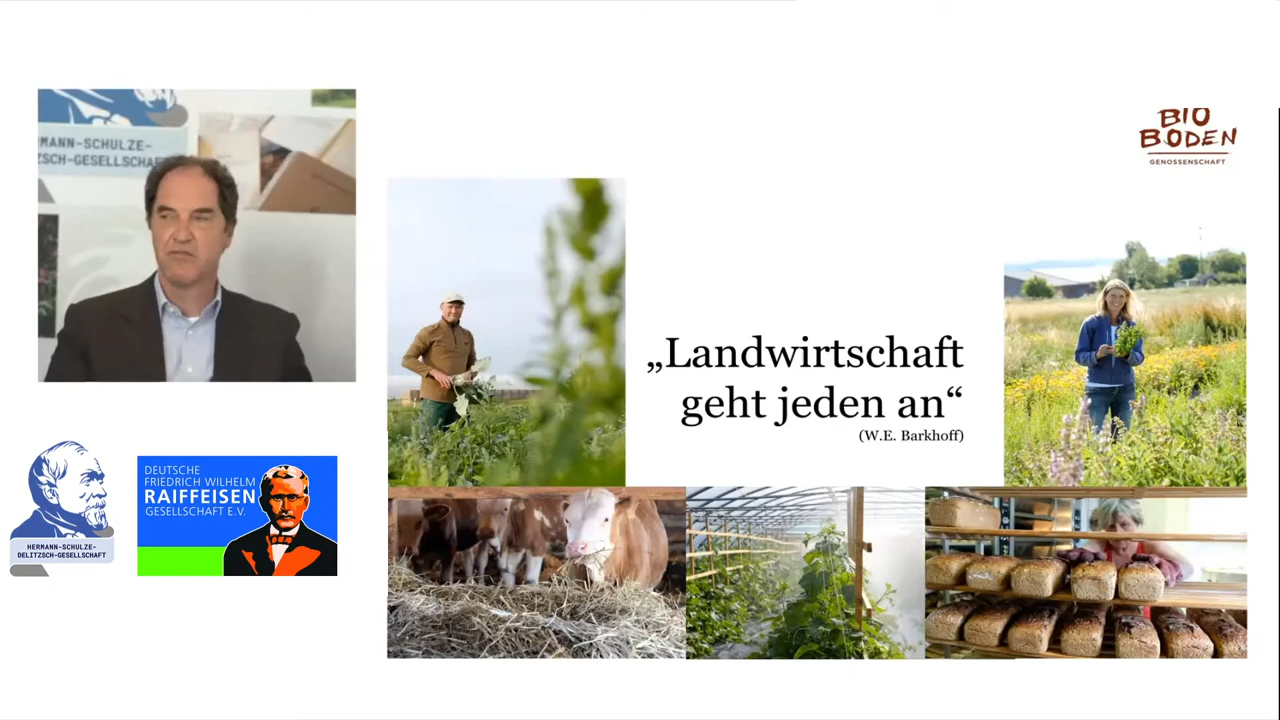 MANN-SCHULZE-
ZSCH-GESELLSCHAF
BIO
BODEN
GENOSSENSCHAFT
„Landwirtschaft
geht jeden an“
(W.E. Barkhoff)
HERMANN-SCHULZE-
DELITZSCH-GESELLSCHAFT
DEUTSCHE
FRIEDRICH WILHELM
RAIFFEISEN
GESELLSCHAFT E.V.